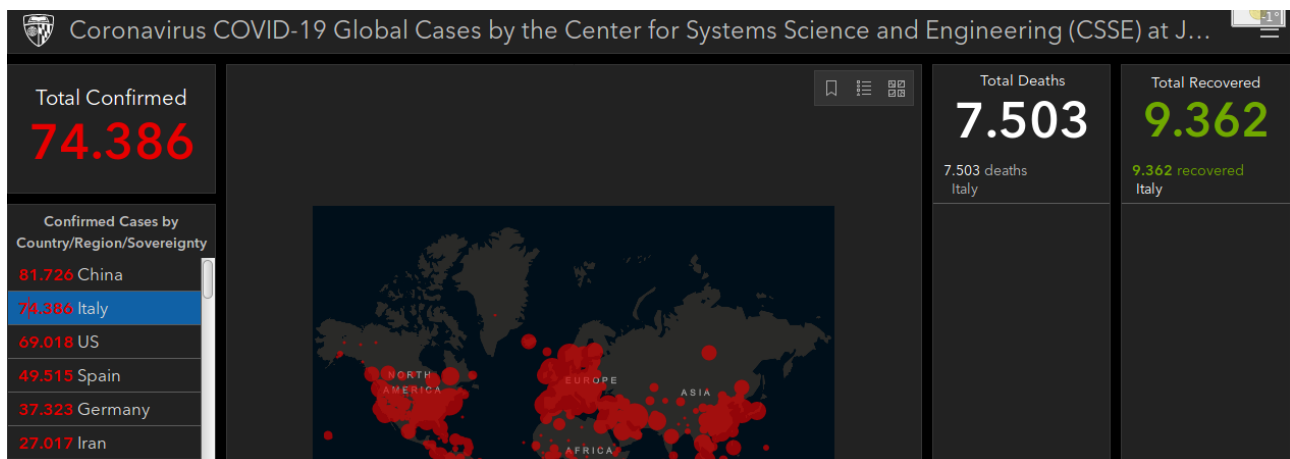 Coronavirus COVID-19 Global Cases by the Center for Systems Science and Engineering (CSSE) at J...
-1°
Total Confirmed
74.386
Confirmed Cases by
Country/Region/Sovereignty
81.726 China
74.386 Italy
69.018 US
49.515 Spain
37.323 Germany
27.017 Iran
NORTH
AMERICA
EUROPE
ASIA
AFRICA
Total Deaths
7.503
7.503 deaths
Italy
Total Recovered
9.362
9.362 recovered
Italy